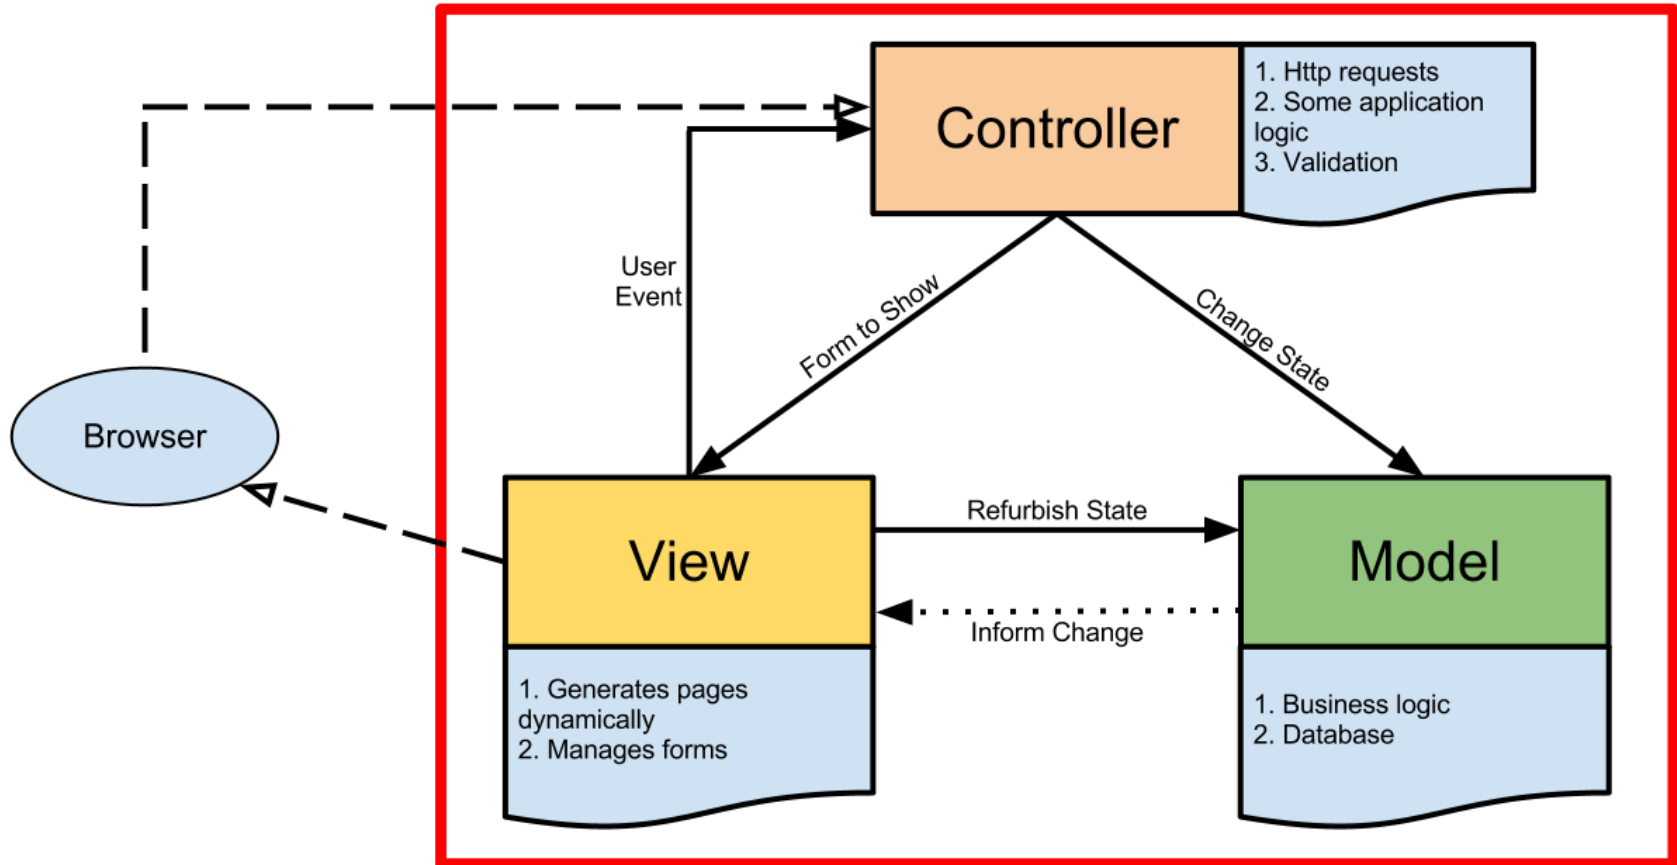 Controller
1. Http requests
2. Some application
logic
3. Validation
User
Event
Form to Show
Change State
Browser
View
Refurbish State
Model
Inform Change
1. Generates pages
dynamically
2. Manages forms
1. Business logic
2. Database